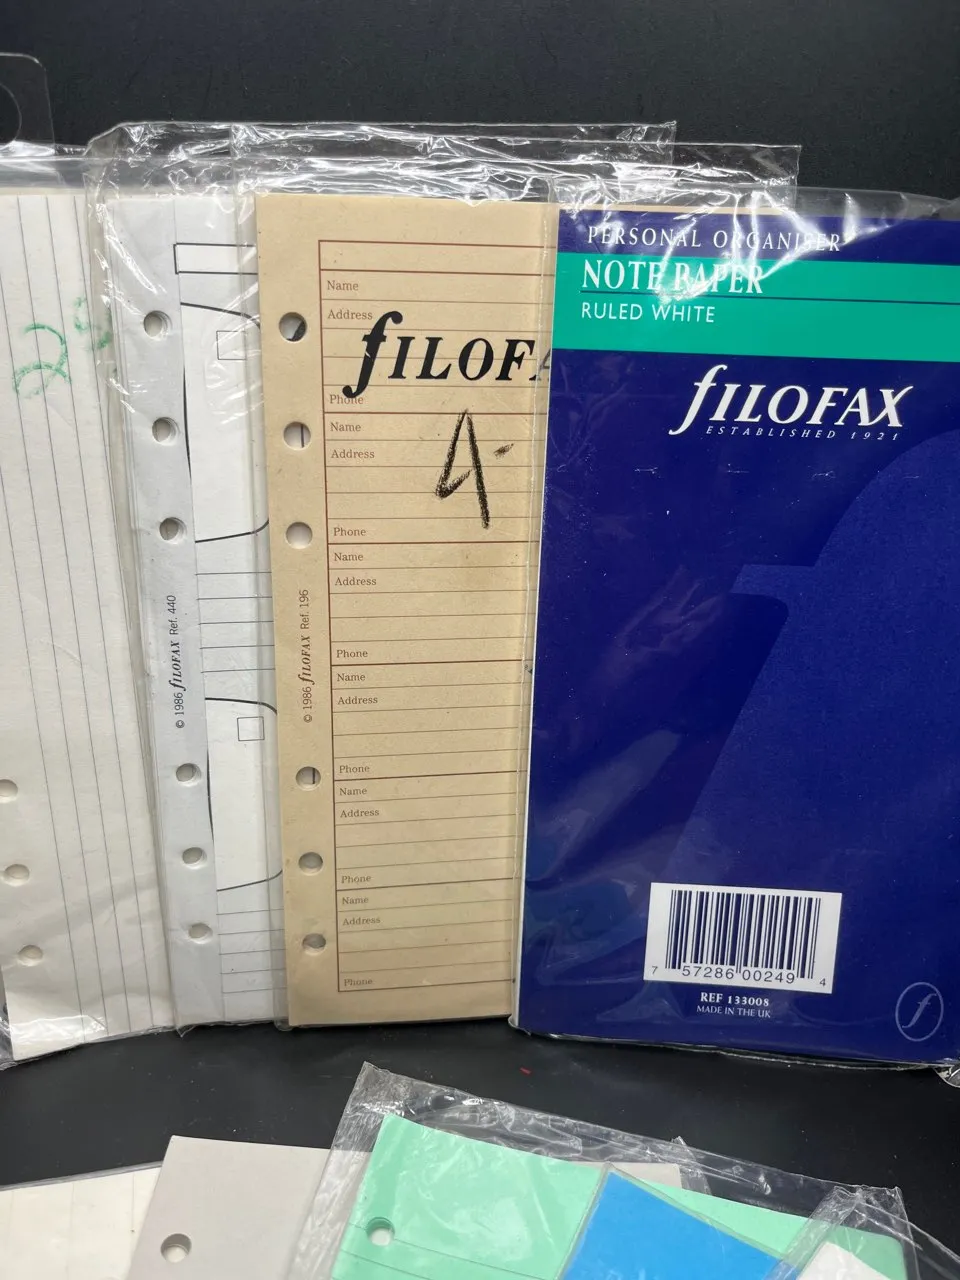 © 1986 fILOFAX Ref. 440
© 1986 fILOFAX Ref. 196
Name
Address
Phone
Name
Address
Phone
Name
Address
Phone
Name
Address
Phone
Name
Address
Phone
Name
Address
Phone
4-
PERSONAL ORGANISER
NOTE PAPER
RULED WHITE
fILOFAX
ESTABLISHED 1921
7 57286 00249 4
REF 133008
MADE IN THE UK
f